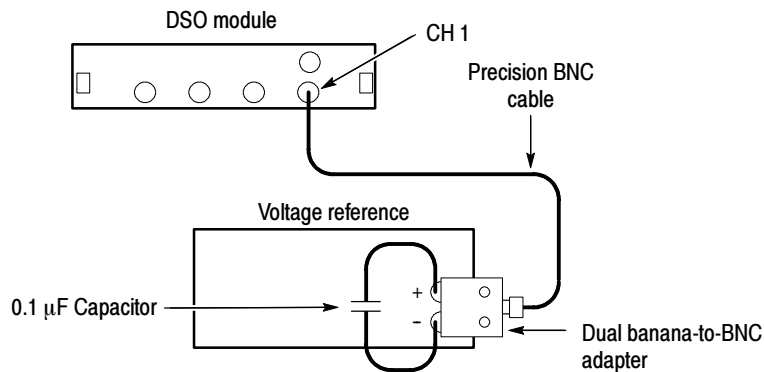 DSO module
CH 1
Precision BNC
cable
Voltage reference
+
0.1 μF Capacitor
-
Dual banana-to-BNC
adapter